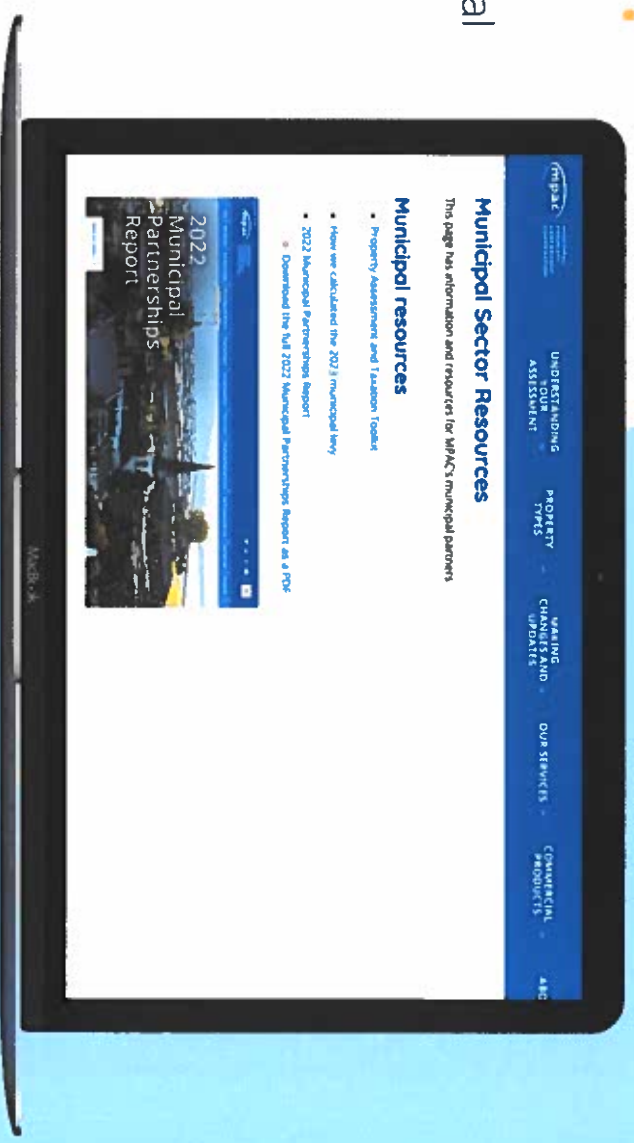 al
mpac
UNDERSTANDING
YOUR
ASSESSMENT
PROPERTY
TYPES
MAKING
CHANGES AND
UPDATES
OUR SERVICES
COMMERCIAL
PRODUCTS
ABO
Municipal Sector Resources
This page has information and resources for MPAC's municipal partners
Municipal resources
Property Assessment and Taxation Toolkit
How we calculated the 2023 municipal levy
2022 Municipal Partnerships Report
Download the full 2022 Municipal Partnerships Report as a PDF
mpac
2022
Municipal
Partnerships
Report
MacBook